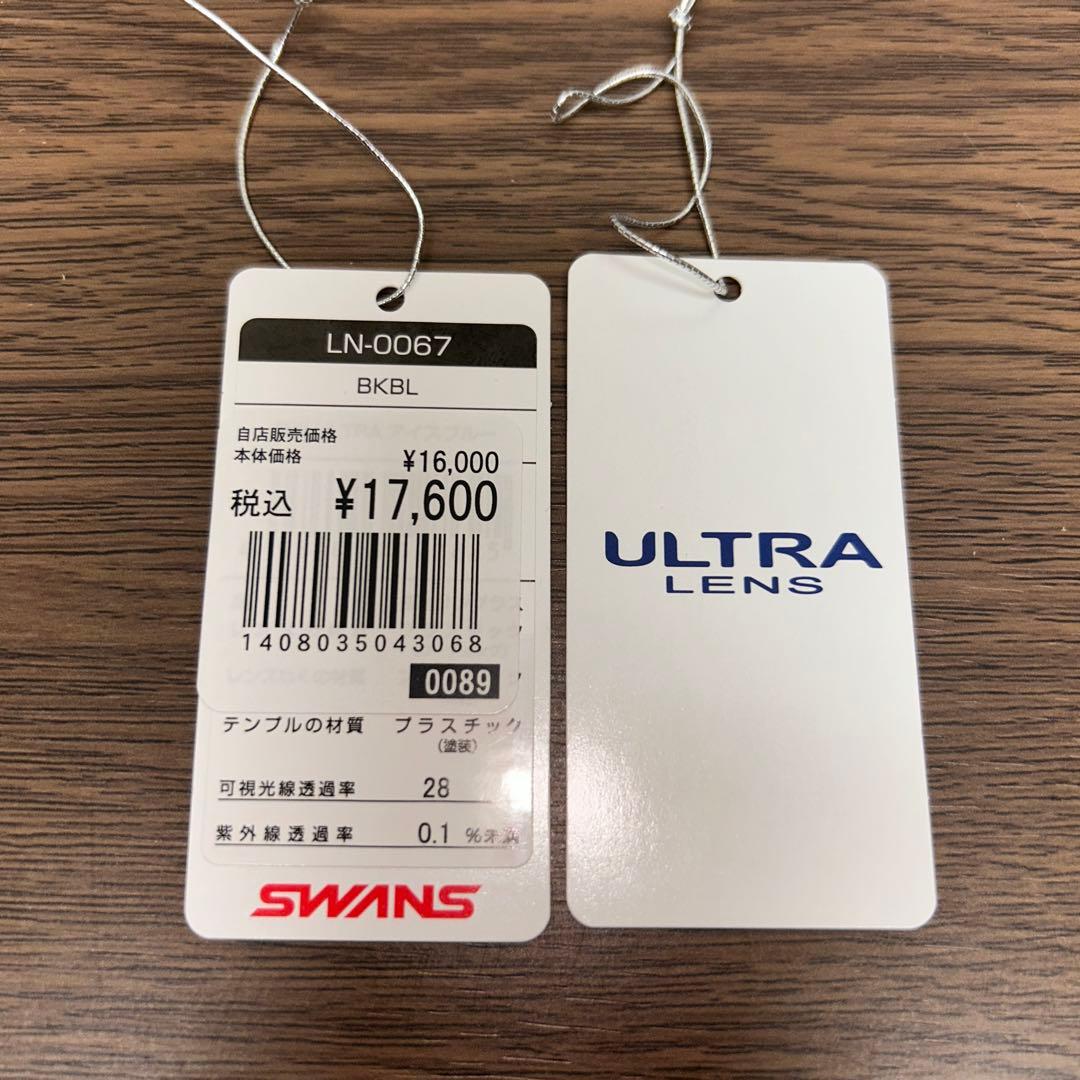 LN-0067
BKBL
自店販売価格
本体価格 ¥16,000
税込 ¥17,600
1408035043068
0089
テンプルの材質 プラスチック
(塗装)
可視光線透過率 28
紫外線透過率 0.1 %未満
SWANS
ULTRA
LENS